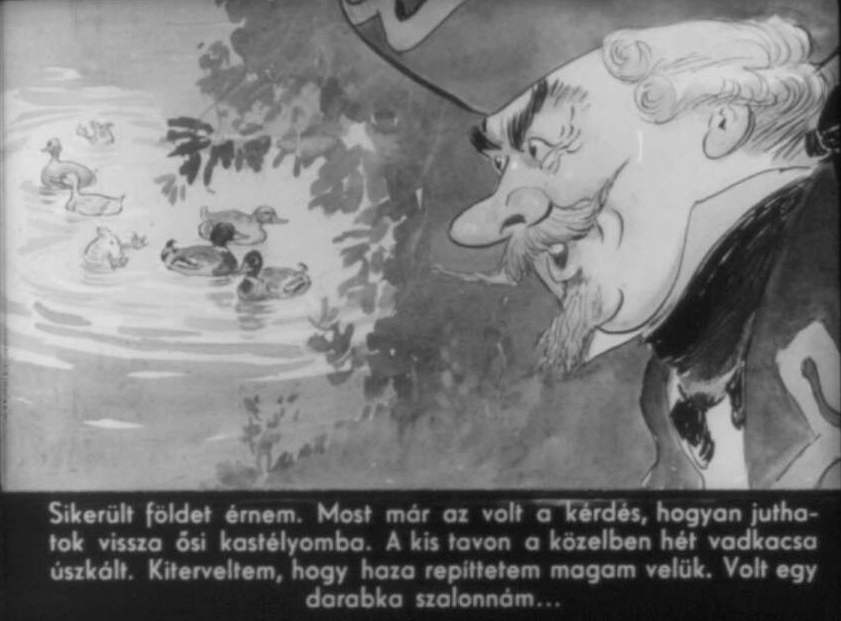 Sikerült földet érnem. Most már az volt a kérdés, hogyan jutha-
tok vissza ősi kastélyomba. A kis tavon a közelben hét vadkacsa
úszkált. Kiterveltem, hogy haza repíttetem magam velük. Volt egy
darabka szalonnám...